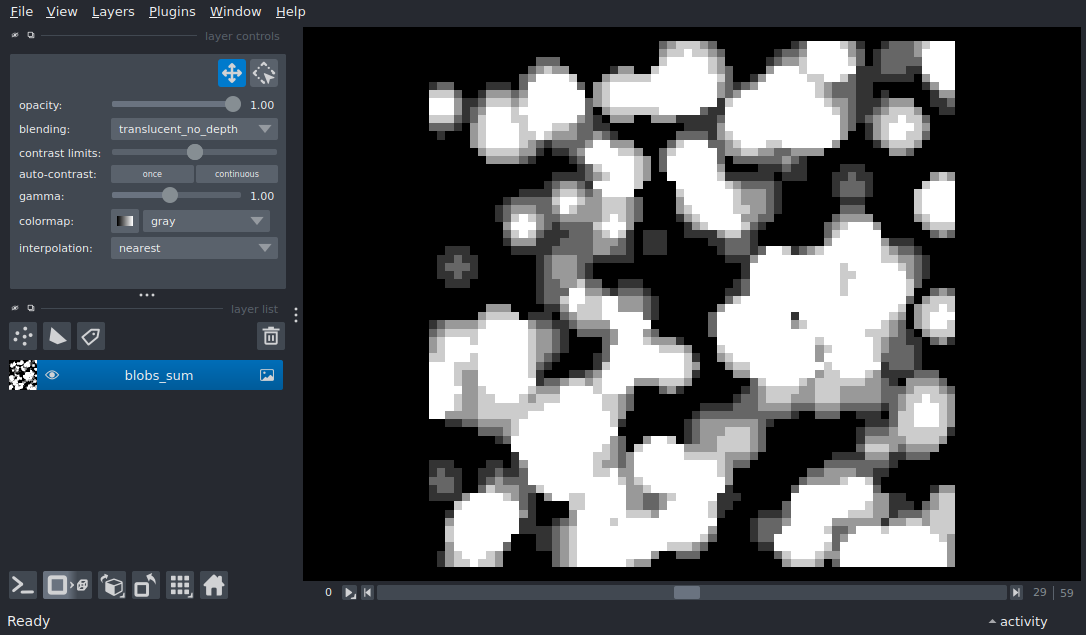 File View Layers Plugins Window Help
layer controls
opacity: 1.00
blending: translucent_no_depth
contrast limits:
auto-contrast: once continuous
gamma: 1.00
colormap: gray
interpolation: nearest
layer list
blobs_sum
0 29 | 59
Ready activity